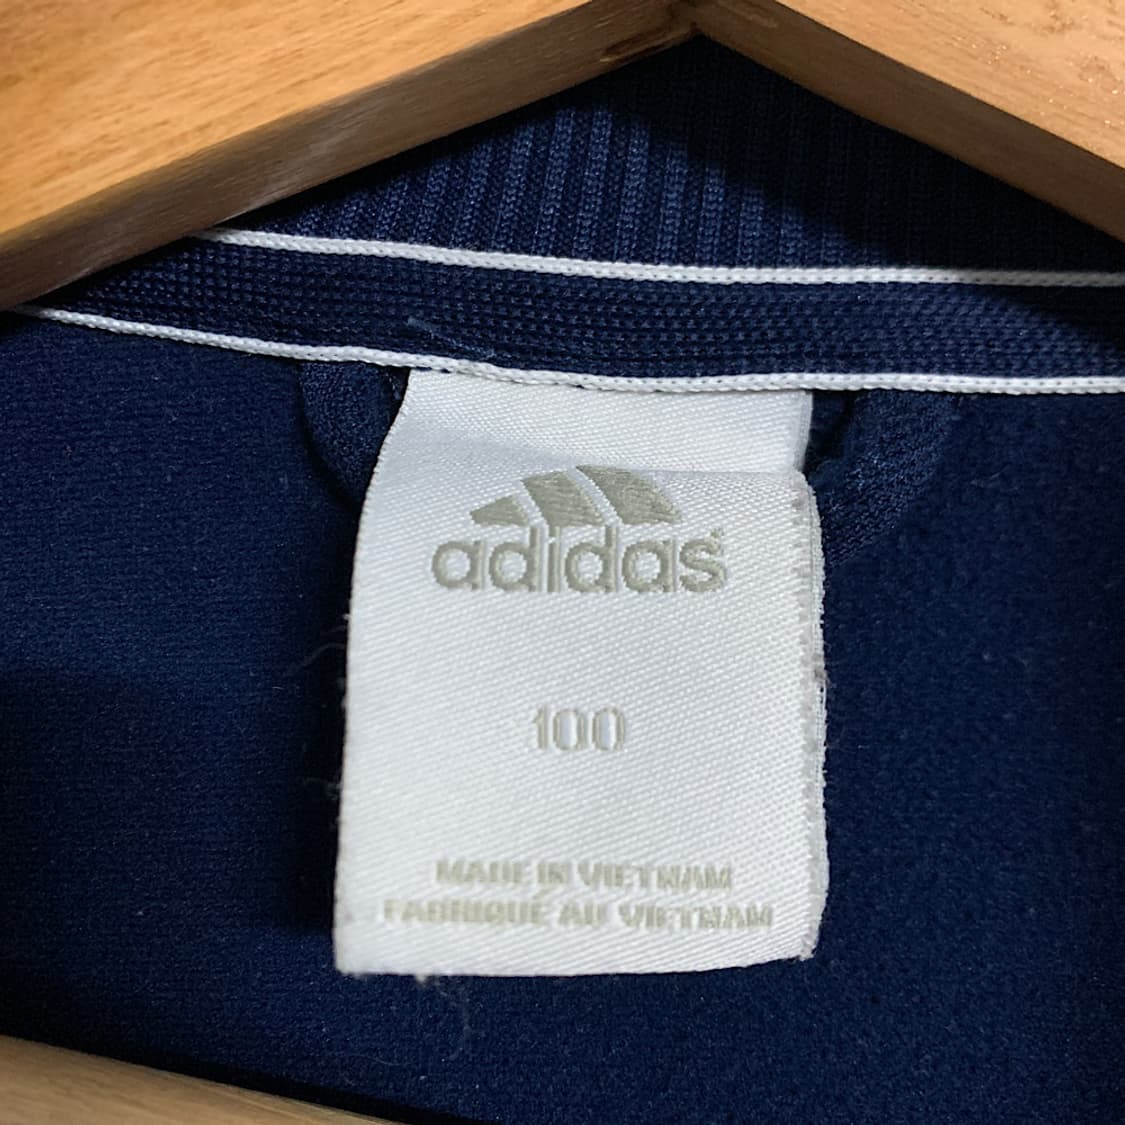 adidas
100
MADE IN VIETNAM
FABRIQUÉ AU VIETNAM